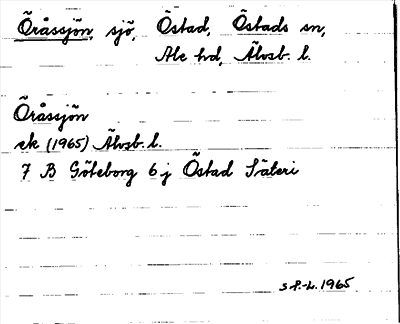 Öråssjön, sjö, Östad, Östads sn,
Ale hd, Älvsb. l.
Öråssjön
ek (1965) Älvsb. l.
7 B Göteborg 6 j Östad Säteri
S.P.-L. 1965